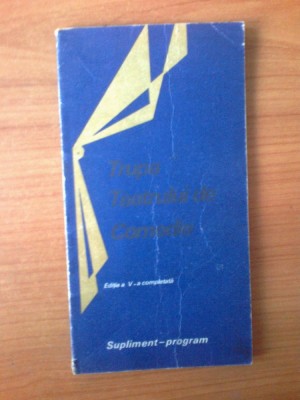 Trupa
Teatrului de
Comedie
Ediția a V-a completată
Supliment-program